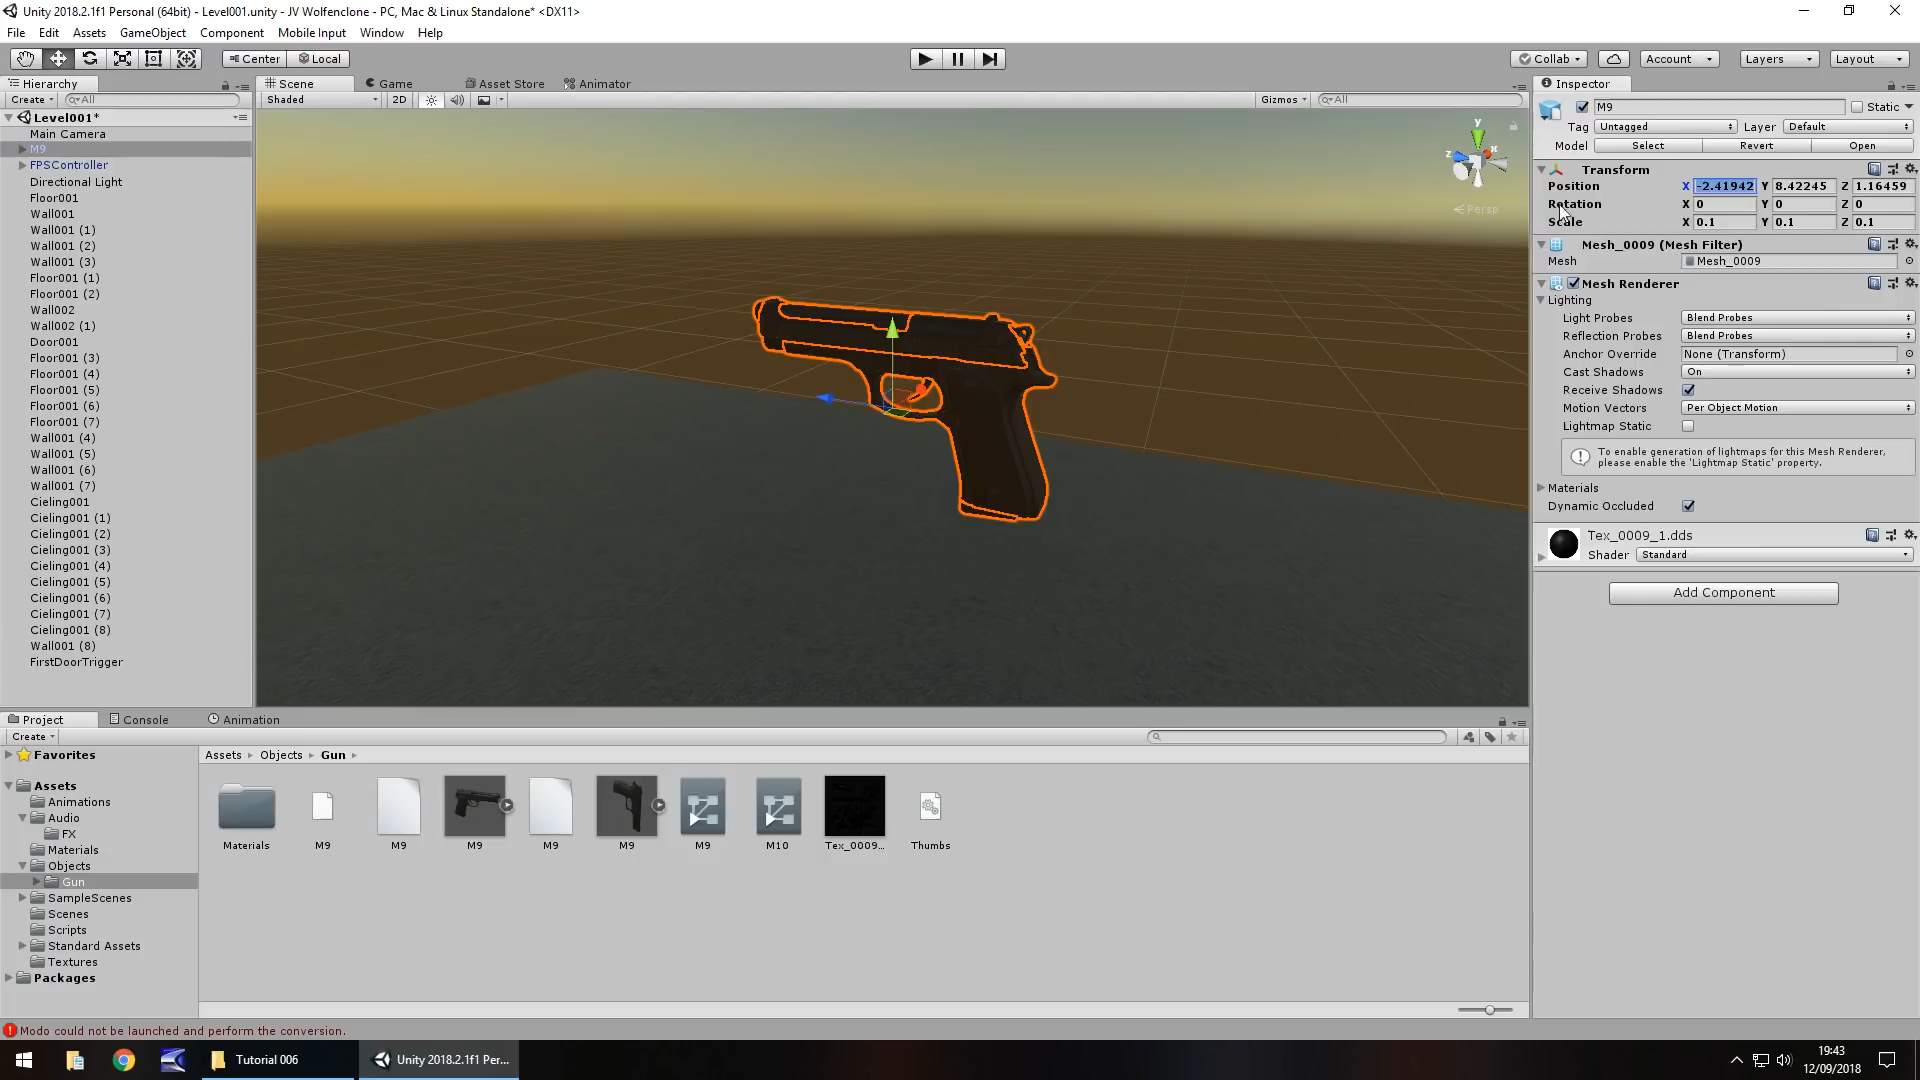 Unity 2018.2.1f1 Personal (64bit) - Level001.unity - JV Wolfenclone - PC, Mac & Linux Standalone* <DX11>
File Edit Assets GameObject Component Mobile Input Window Help
Center Local Collab Account Layers Layout
Hierarchy
Create All
Level001*
Main Camera
M9
FPSController
Directional Light
Floor001
Wall001
Wall001 (1)
Wall001 (2)
Wall001 (3)
Floor001 (1)
Floor001 (2)
Wall002
Wall002 (1)
Door001
Floor001 (3)
Floor001 (4)
Floor001 (5)
Floor001 (6)
Floor001 (7)
Wall001 (4)
Wall001 (5)
Wall001 (6)
Wall001 (7)
Cieling001
Cieling001 (1)
Cieling001 (2)
Cieling001 (3)
Cieling001 (4)
Cieling001 (5)
Cieling001 (6)
Cieling001 (7)
Cieling001 (8)
Wall001 (8)
FirstDoorTrigger
Scene Game Asset Store Animator
Shaded 2D Gizmos All
y
x
z
Persp
Inspector
M9 Static
Tag Untagged Layer Default
Model Select Revert Open
Transform
Position X -2.41942 Y 8.42245 Z 1.16459
Rotation X 0 Y 0 Z 0
Scale X 0.1 Y 0.1 Z 0.1
Mesh_0009 (Mesh Filter)
Mesh Mesh_0009
Mesh Renderer
Lighting
Light Probes Blend Probes
Reflection Probes Blend Probes
Anchor Override None (Transform)
Cast Shadows On
Receive Shadows
Motion Vectors Per Object Motion
Lightmap Static
To enable generation of lightmaps for this Mesh Renderer,
please enable the 'Lightmap Static' property.
Materials
Dynamic Occluded
Tex_0009_1.dds
Shader Standard
Add Component
Project Console Animation
Create
Favorites
Assets
Animations
Audio
FX
Materials
Objects
Gun
SampleScenes
Scenes
Scripts
Standard Assets
Textures
Packages
Assets Objects Gun
Materials M9 M9 M9 M9 M9 M9 M10 Tex_0009... Thumbs
Modo could not be launched and perform the conversion.
Tutorial 006
Unity 2018.2.1f1 Per...
19:43
12/09/2018